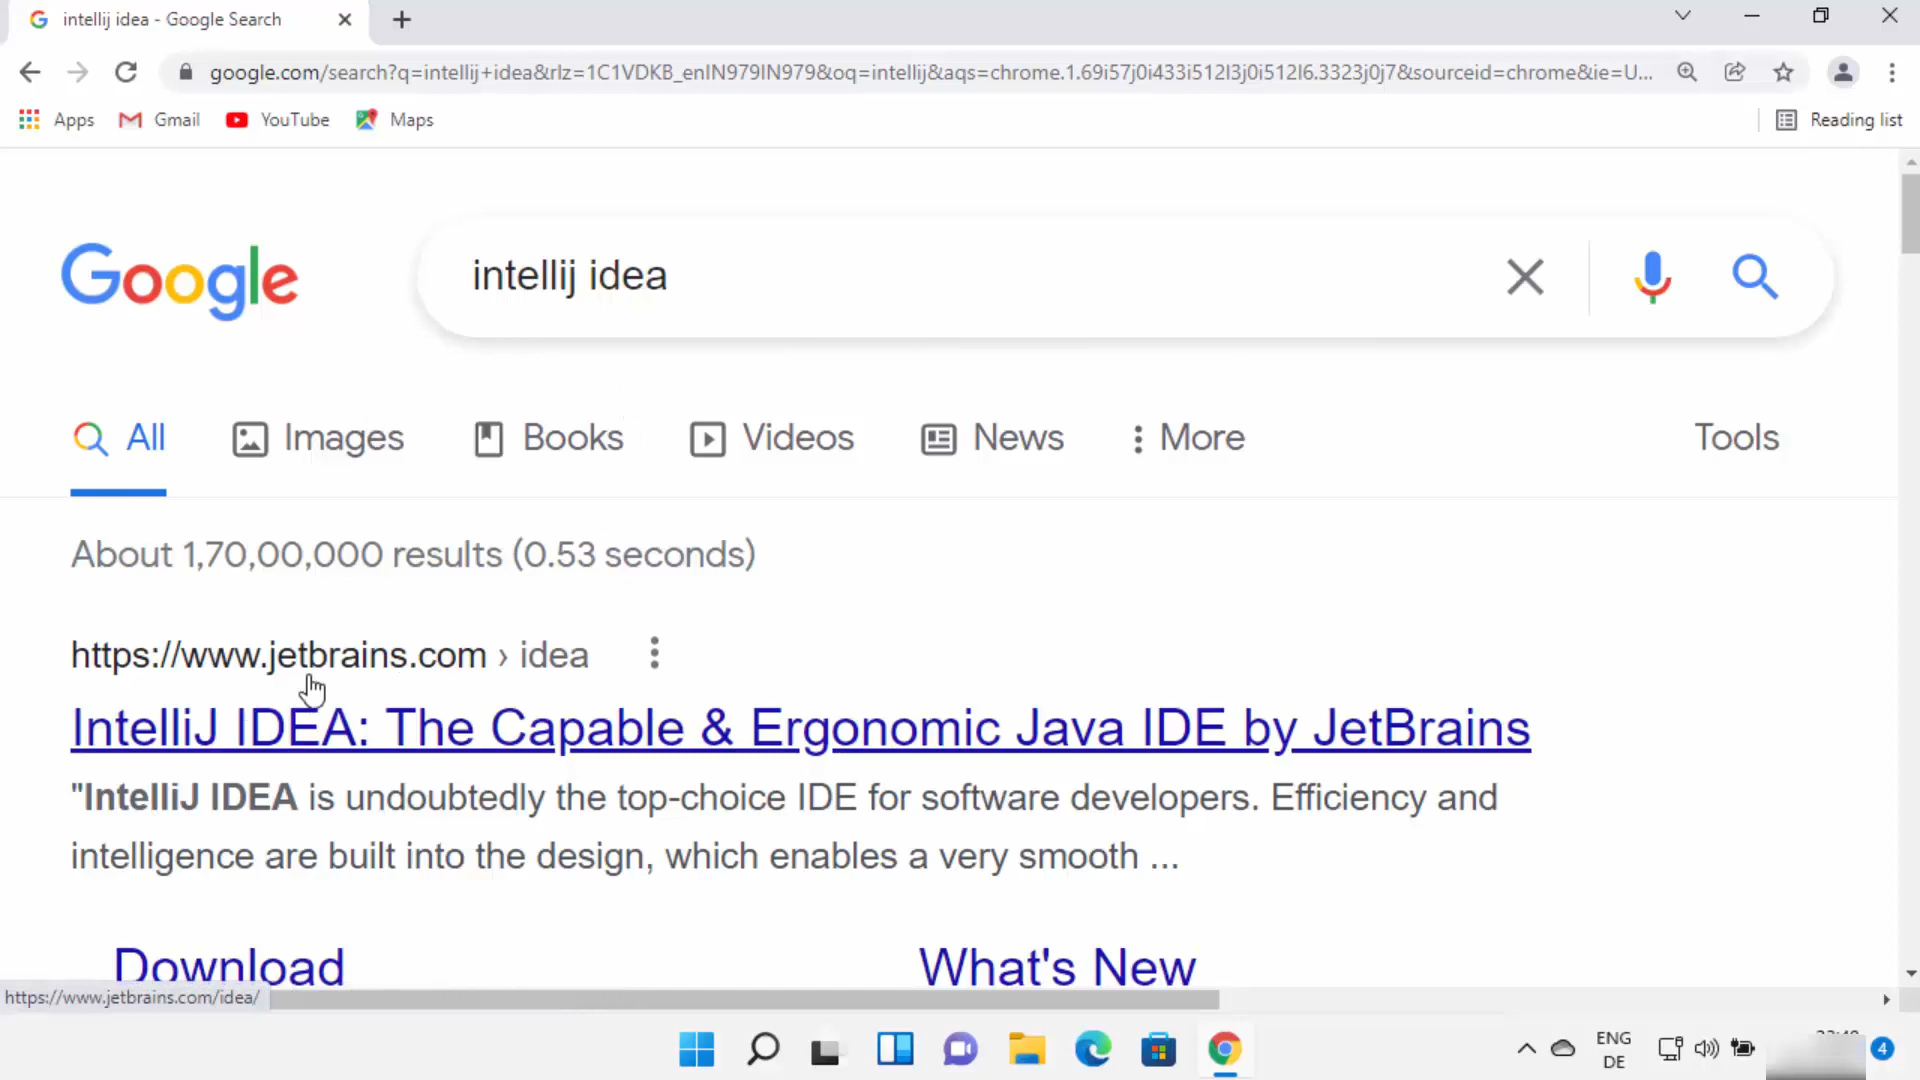 intellij idea - Google Search
google.com/search?q=intellij+idea&rlz=1C1VDKB_enIN979IN979&oq=intellij&aqs=chrome.1.69i57j0i433i512l3j0i512l6.3323j0j7&sourceid=chrome&ie=U...
Apps Gmail YouTube Maps Reading list
Google intellij idea
All Images Books Videos News More Tools
About 1,70,00,000 results (0.53 seconds)
https://www.jetbrains.com › idea
IntelliJ IDEA: The Capable & Ergonomic Java IDE by JetBrains
"IntelliJ IDEA is undoubtedly the top-choice IDE for software developers. Efficiency and
intelligence are built into the design, which enables a very smooth ...
Download What's New
https://www.jetbrains.com/idea/
ENG
DE
4